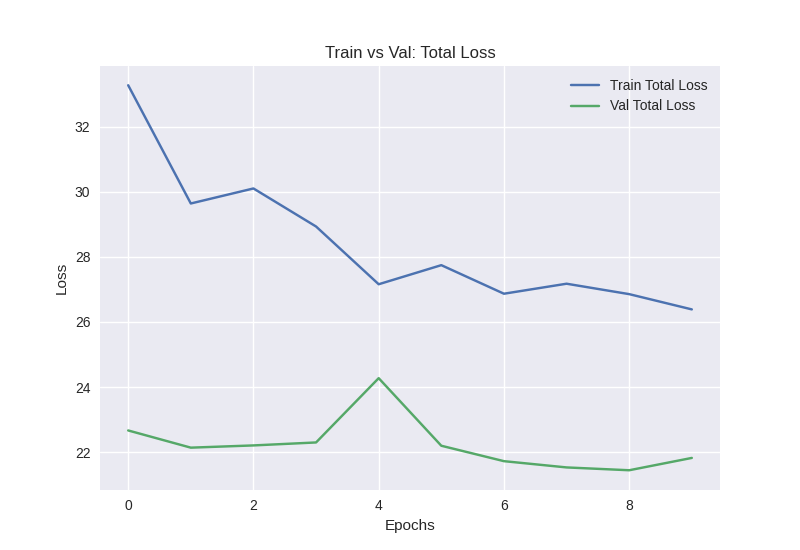 Train vs Val: Total Loss
Train Total Loss
Val Total Loss
32
30
28
26
24
22
Loss
0 2 4 6 8
Epochs